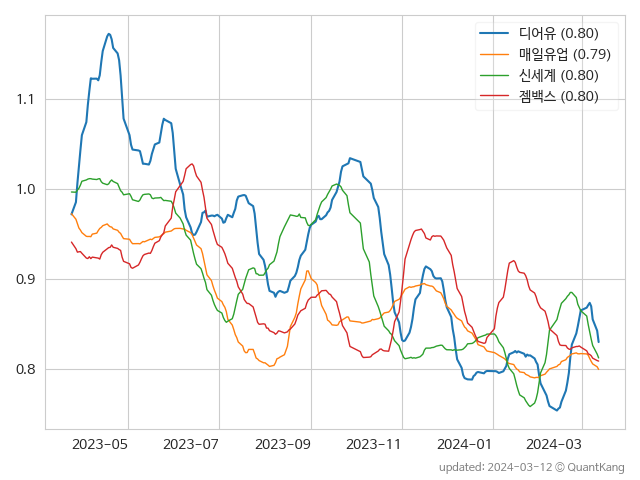 디어유 (0.80)
매일유업 (0.79)
신세계 (0.80)
젬백스 (0.80)
1.1
1.0
0.9
0.8
2023-05 2023-07 2023-09 2023-11 2024-01 2024-03
updated: 2024-03-12 © QuantKang